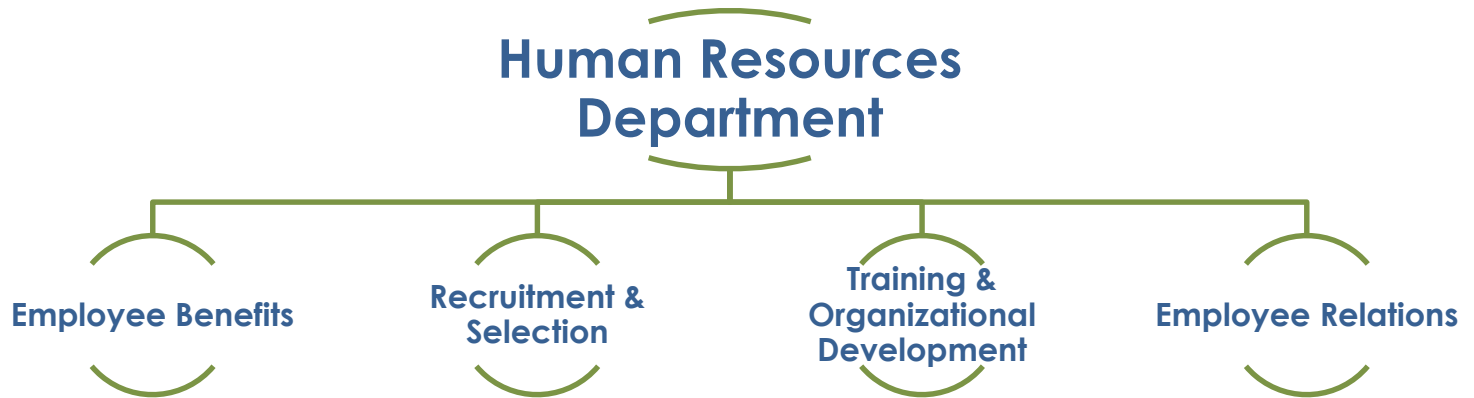 Human Resources
Department
Employee Benefits
Recruitment &
Selection
Training &
Organizational
Development
Employee Relations